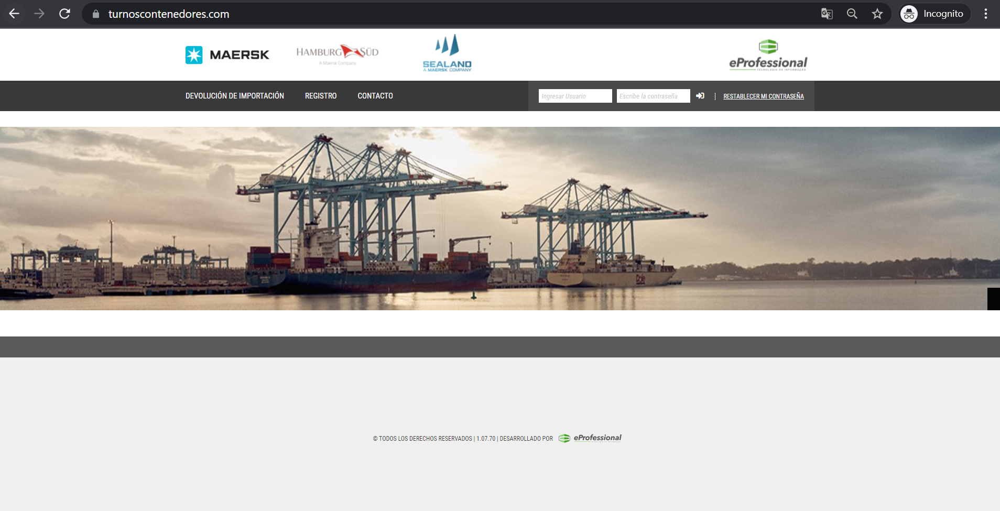 turnoscontenedores.com
Incognito
MAERSK
HAMBURG SÜD
A Maersk Company
SEALAND
A MAERSK COMPANY
eProfessional
TECNOLOGIA DA INFORMAÇÃO
DEVOLUCIÓN DE IMPORTACIÓN
REGISTRO
CONTACTO
Ingresar Usuario
Escribe la contraseña
|
RESTABLECER MI CONTRASEÑA
© TODOS LOS DERECHOS RESERVADOS | 1.07.70 | DESARROLLADO POR
eProfessional